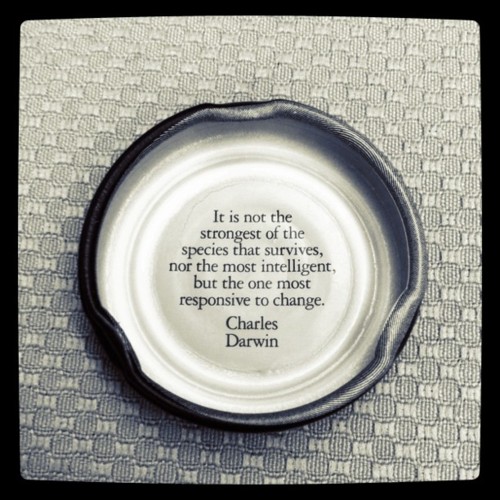 It is not the
strongest of the
species that survives,
nor the most intelligent,
but the one most
responsive to change.
Charles
Darwin